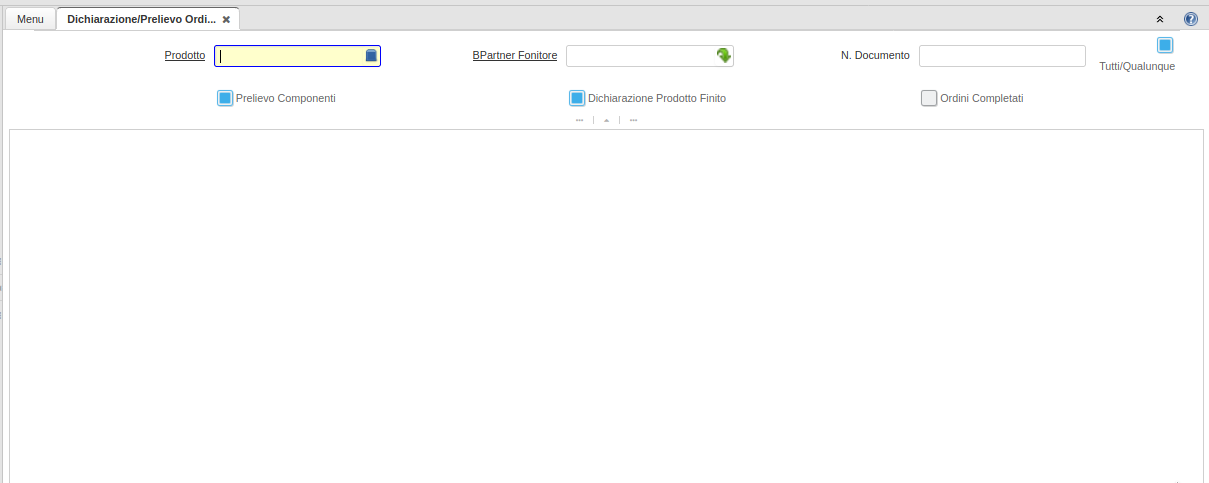 Menu
Dichiarazione/Prelievo Ordi...
Prodotto
BPartner Fonitore
N. Documento
Tutti/Qualunque
Prelievo Componenti
Dichiarazione Prodotto Finito
Ordini Completati